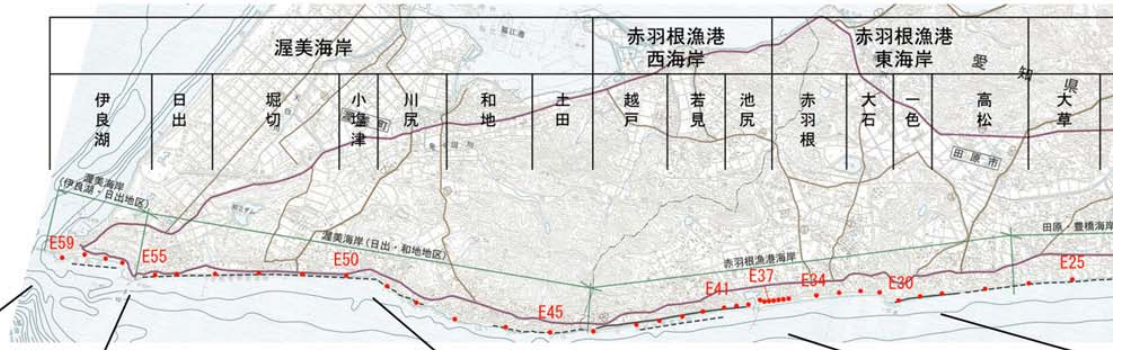 渥美海岸
赤羽根漁港
西海岸
赤羽根漁港
東海岸
伊良湖
日出
堀切
小塩津
川尻
和地
土田
越戸
若見
池尻
赤羽根
大石
一色
高松
大草
愛知県
田原市
渥美海岸
(伊良湖・日出地区)
渥美海岸(日出・和地地区)
赤羽根漁港海岸
田原・豊橋海岸
E59
E55
E50
E45
E41
E37
E34
E30
E25